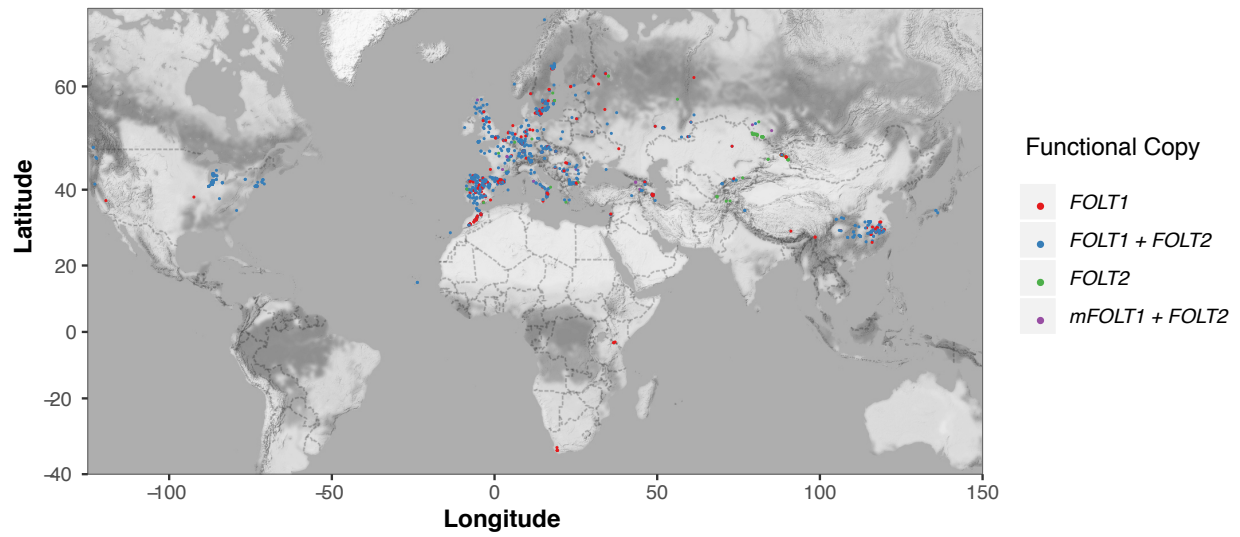 Latitude
60
40
20
0
−20
−40
−100
−50
0
50
100
150
Longitude
Functional Copy
FOLT1
FOLT1 + FOLT2
FOLT2
mFOLT1 + FOLT2